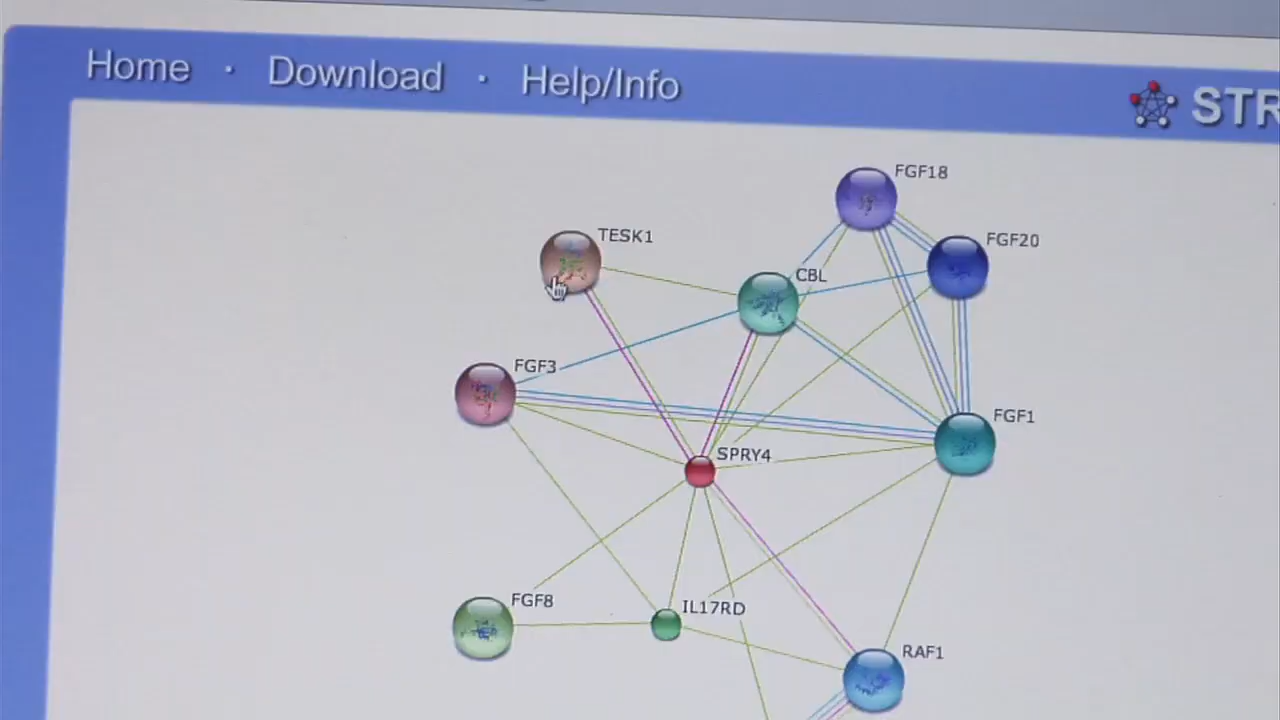 Home · Download · Help/Info
STR
FGF18
TESK1
FGF20
CBL
FGF3
FGF1
SPRY4
IL17RD
FGF8
RAF1